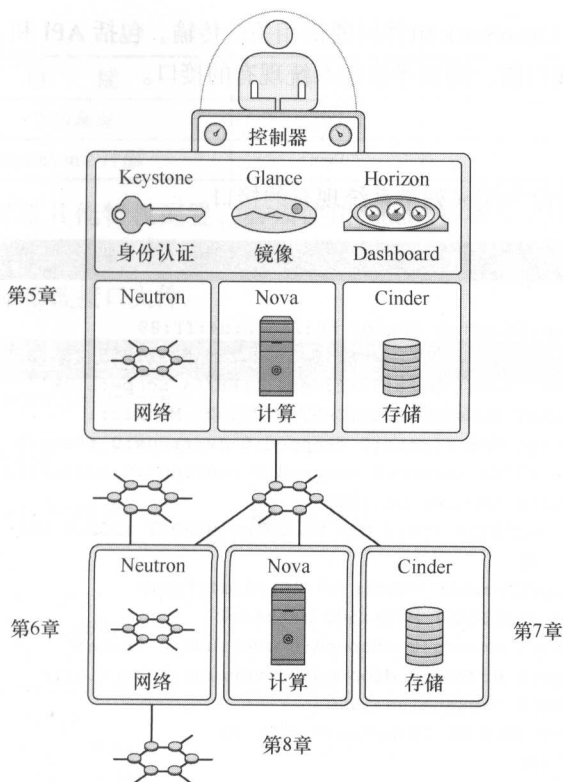 控制器
Keystone Glance Horizon
身份认证 镜像 Dashboard
第5章
Neutron Nova Cinder
网络 计算 存储
Neutron Nova Cinder
第6章
第7章
网络 计算 存储
第8章